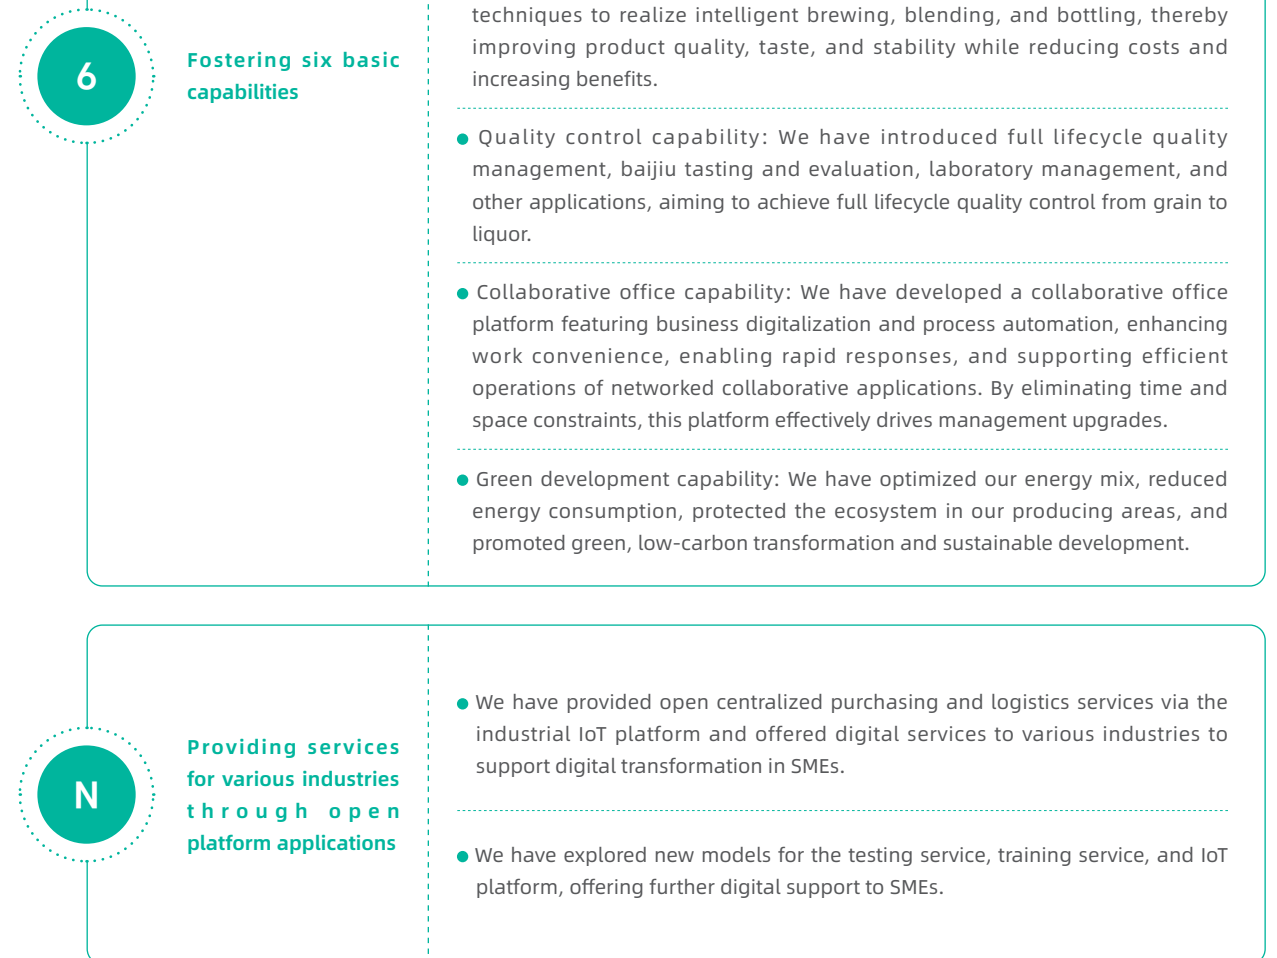 6
Fostering six basic
capabilities
techniques to realize intelligent brewing, blending, and bottling, thereby
improving product quality, taste, and stability while reducing costs and
increasing benefits.
Quality control capability: We have introduced full lifecycle quality
management, baijiu tasting and evaluation, laboratory management, and
other applications, aiming to achieve full lifecycle quality control from grain to
liquor.
Collaborative office capability: We have developed a collaborative office
platform featuring business digitalization and process automation, enhancing
work convenience, enabling rapid responses, and supporting efficient
operations of networked collaborative applications. By eliminating time and
space constraints, this platform effectively drives management upgrades.
Green development capability: We have optimized our energy mix, reduced
energy consumption, protected the ecosystem in our producing areas, and
promoted green, low-carbon transformation and sustainable development.
N
Providing services
for various industries
through open
platform applications
We have provided open centralized purchasing and logistics services via the
industrial IoT platform and offered digital services to various industries to
support digital transformation in SMEs.
We have explored new models for the testing service, training service, and IoT
platform, offering further digital support to SMEs.